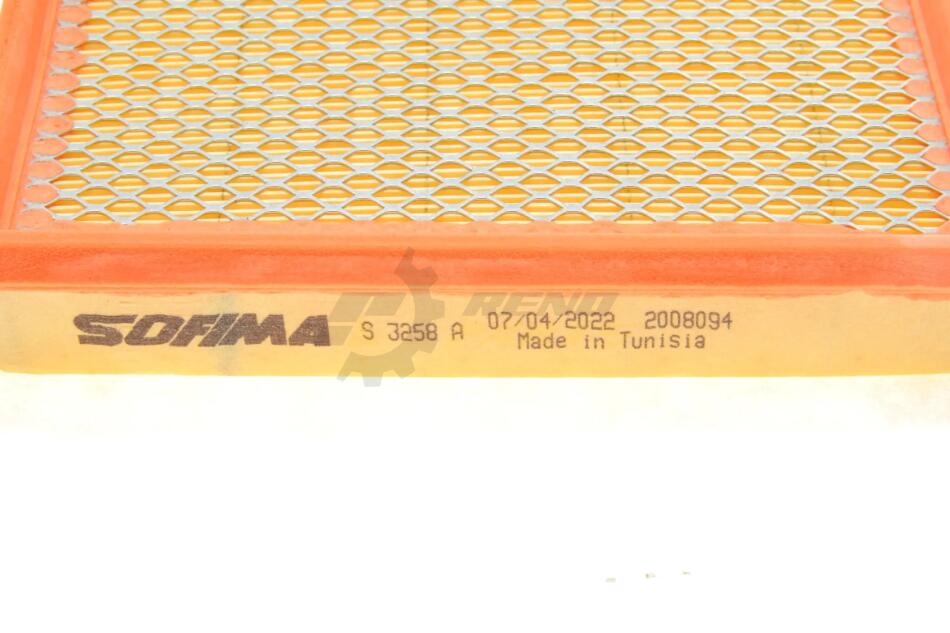 SOFIMA S 3258 A 07/04/2022 2008094
Made in Tunisia
RENO